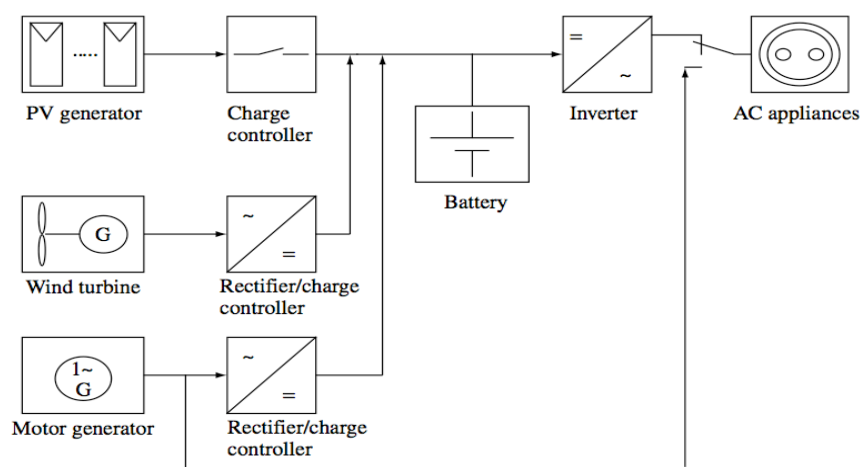 PV generator
Charge
controller
=
~
Inverter
AC appliances
Battery
G
Wind turbine
~
=
Rectifier/charge
controller
1~
G
Motor generator
~
=
Rectifier/charge
controller